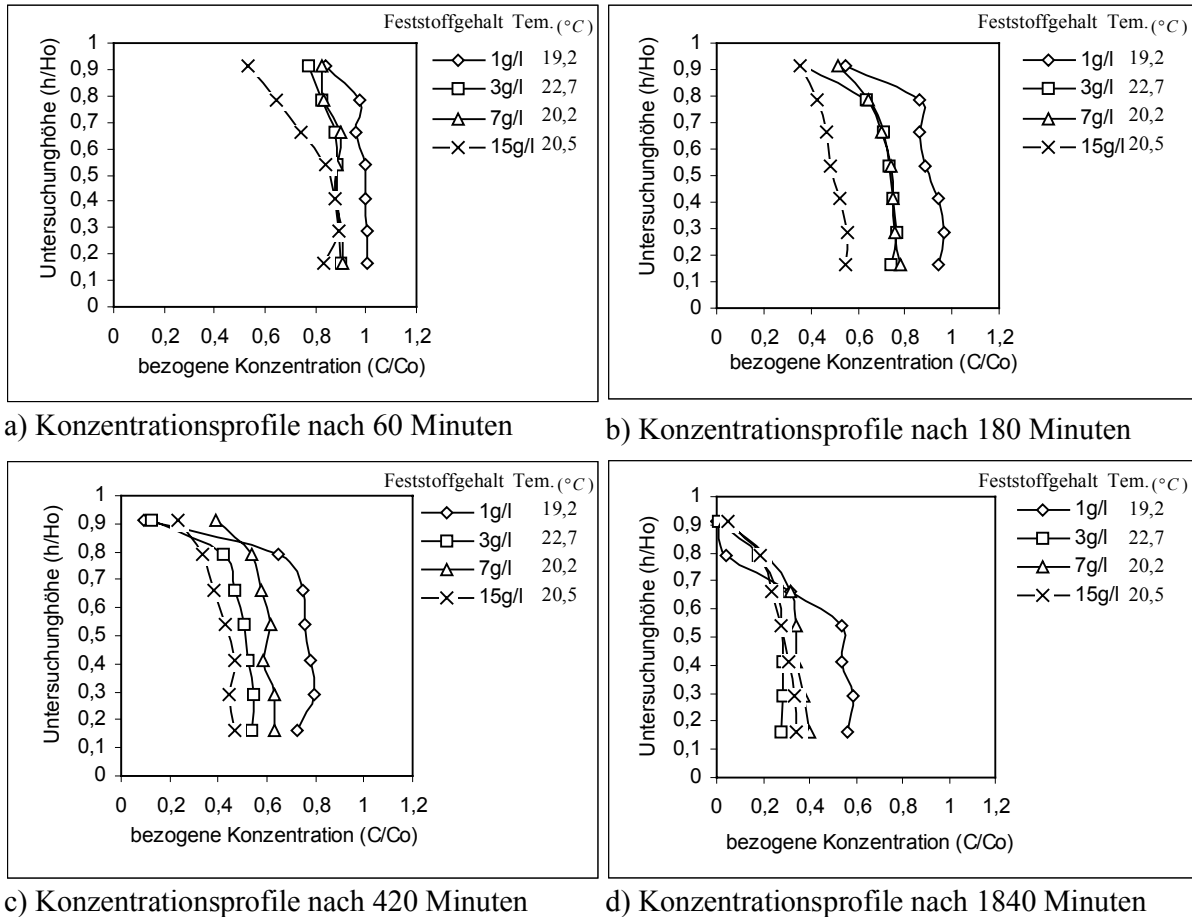 Feststoffgehalt Tem. (°C)
1g/l 19,2
3g/l 22,7
7g/l 20,2
15g/l 20,5
Untersuchunghöhe (h/Ho)
1
0,9
0,8
0,7
0,6
0,5
0,4
0,3
0,2
0,1
0
0 0,2 0,4 0,6 0,8 1 1,2
bezogene Konzentration (C/Co)
a) Konzentrationsprofile nach 60 Minuten
Feststoffgehalt Tem. (°C)
1g/l 19,2
3g/l 22,7
7g/l 20,2
15g/l 20,5
Untersuchunghöhe (h/Ho)
1
0,9
0,8
0,7
0,6
0,5
0,4
0,3
0,2
0,1
0
0 0,2 0,4 0,6 0,8 1 1,2
bezogene Konzentration (C/Co)
b) Konzentrationsprofile nach 180 Minuten
Feststoffgehalt Tem. (°C)
1g/l 19,2
3g/l 22,7
7g/l 20,2
15g/l 20,5
Untersuchunghöhe (h/Ho)
1
0,9
0,8
0,7
0,6
0,5
0,4
0,3
0,2
0,1
0
0 0,2 0,4 0,6 0,8 1 1,2
bezogene Konzentration (C/Co)
c) Konzentrationsprofile nach 420 Minuten
Feststoffgehalt Tem. (°C)
1g/l 19,2
3g/l 22,7
7g/l 20,2
15g/l 20,5
Untersuchunghöhe (h/Ho)
1
0,9
0,8
0,7
0,6
0,5
0,4
0,3
0,2
0,1
0
0 0,2 0,4 0,6 0,8 1 1,2
bezogene Konzentration (C/Co)
d) Konzentrationsprofile nach 1840 Minuten